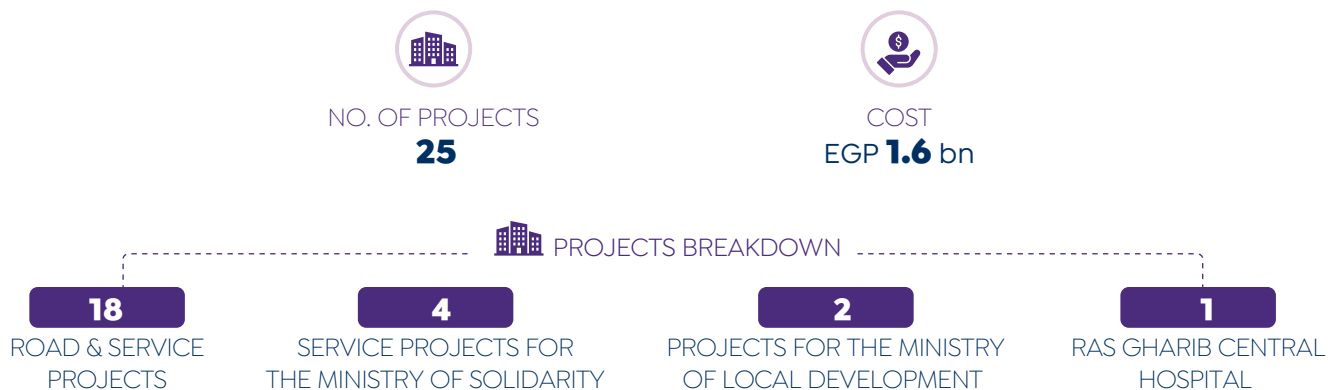 NO. OF PROJECTS
25
COST
EGP 1.6 bn
PROJECTS BREAKDOWN
18
ROAD & SERVICE
PROJECTS
4
SERVICE PROJECTS FOR
THE MINISTRY OF SOLIDARITY
2
PROJECTS FOR THE MINISTRY
OF LOCAL DEVELOPMENT
1
RAS GHARIB CENTRAL
HOSPITAL